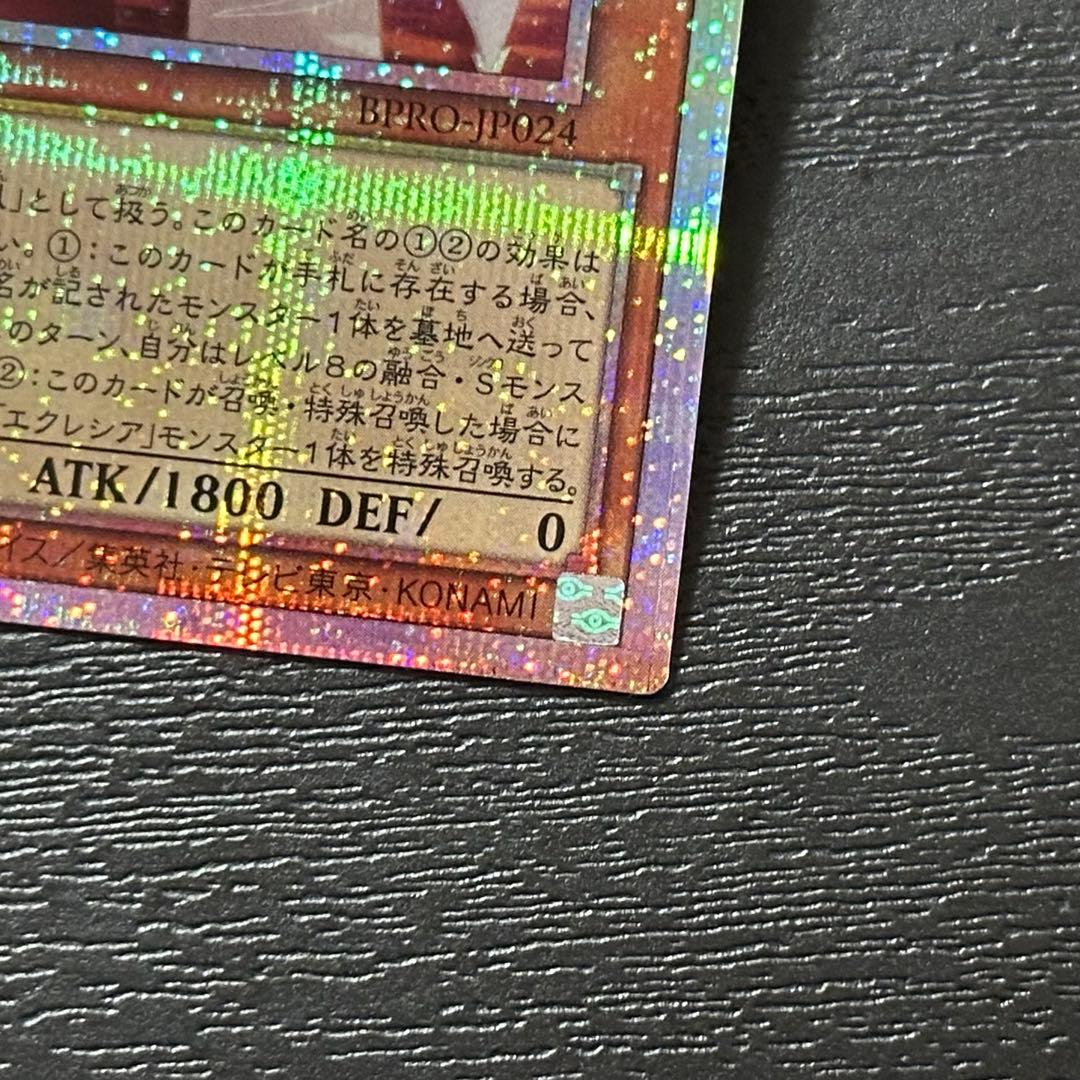 BPRO-JP024
」として扱う。このカード名の①②の効果は
い。①:このカードが手札に存在する場合、
名が記されたモンスター1体を墓地へ送って
のターン、自分はレベル8の融合・Sモンス
②:このカードが召喚・特殊召喚した場合に
「エクレシア」モンスター1体を特殊召喚する。
ATK/1800 DEF/ 0
イス/集英社・テレビ東京・KONAMI